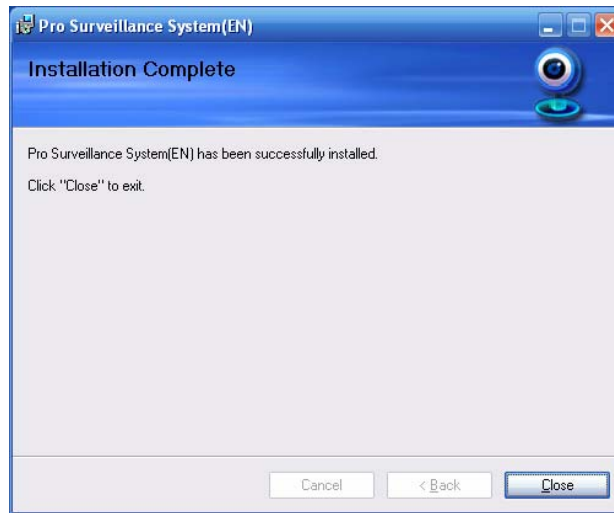 Pro Surveillance System(EN)
Installation Complete
Pro Surveillance System(EN) has been successfully installed.
Click "Close" to exit.
Cancel
< Back
Close